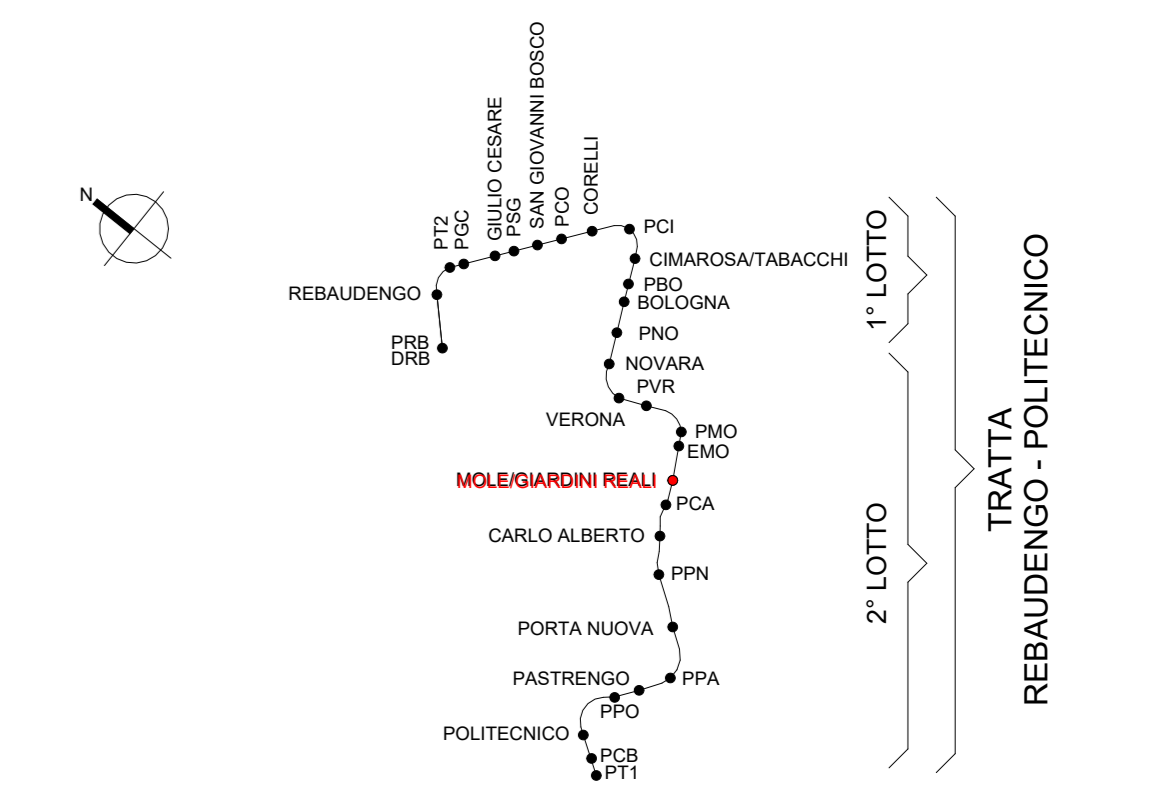 N
PT2
PGC
GIULIO CESARE
PSG
SAN GIOVANNI BOSCO
PCO
CORELLI
PCI
CIMAROSA/TABACCHI
REBAUDENGO
PBO
BOLOGNA
PNO
PRB
DRB
NOVARA
PVR
VERONA
PMO
EMO
MOLE/GIARDINI REALI
PCA
CARLO ALBERTO
PPN
PORTA NUOVA
PASTRENGO
PPA
PPO
POLITECNICO
PCB
PT1
1° LOTTO
2° LOTTO
TRATTA
REBAUDENGO - POLITECNICO